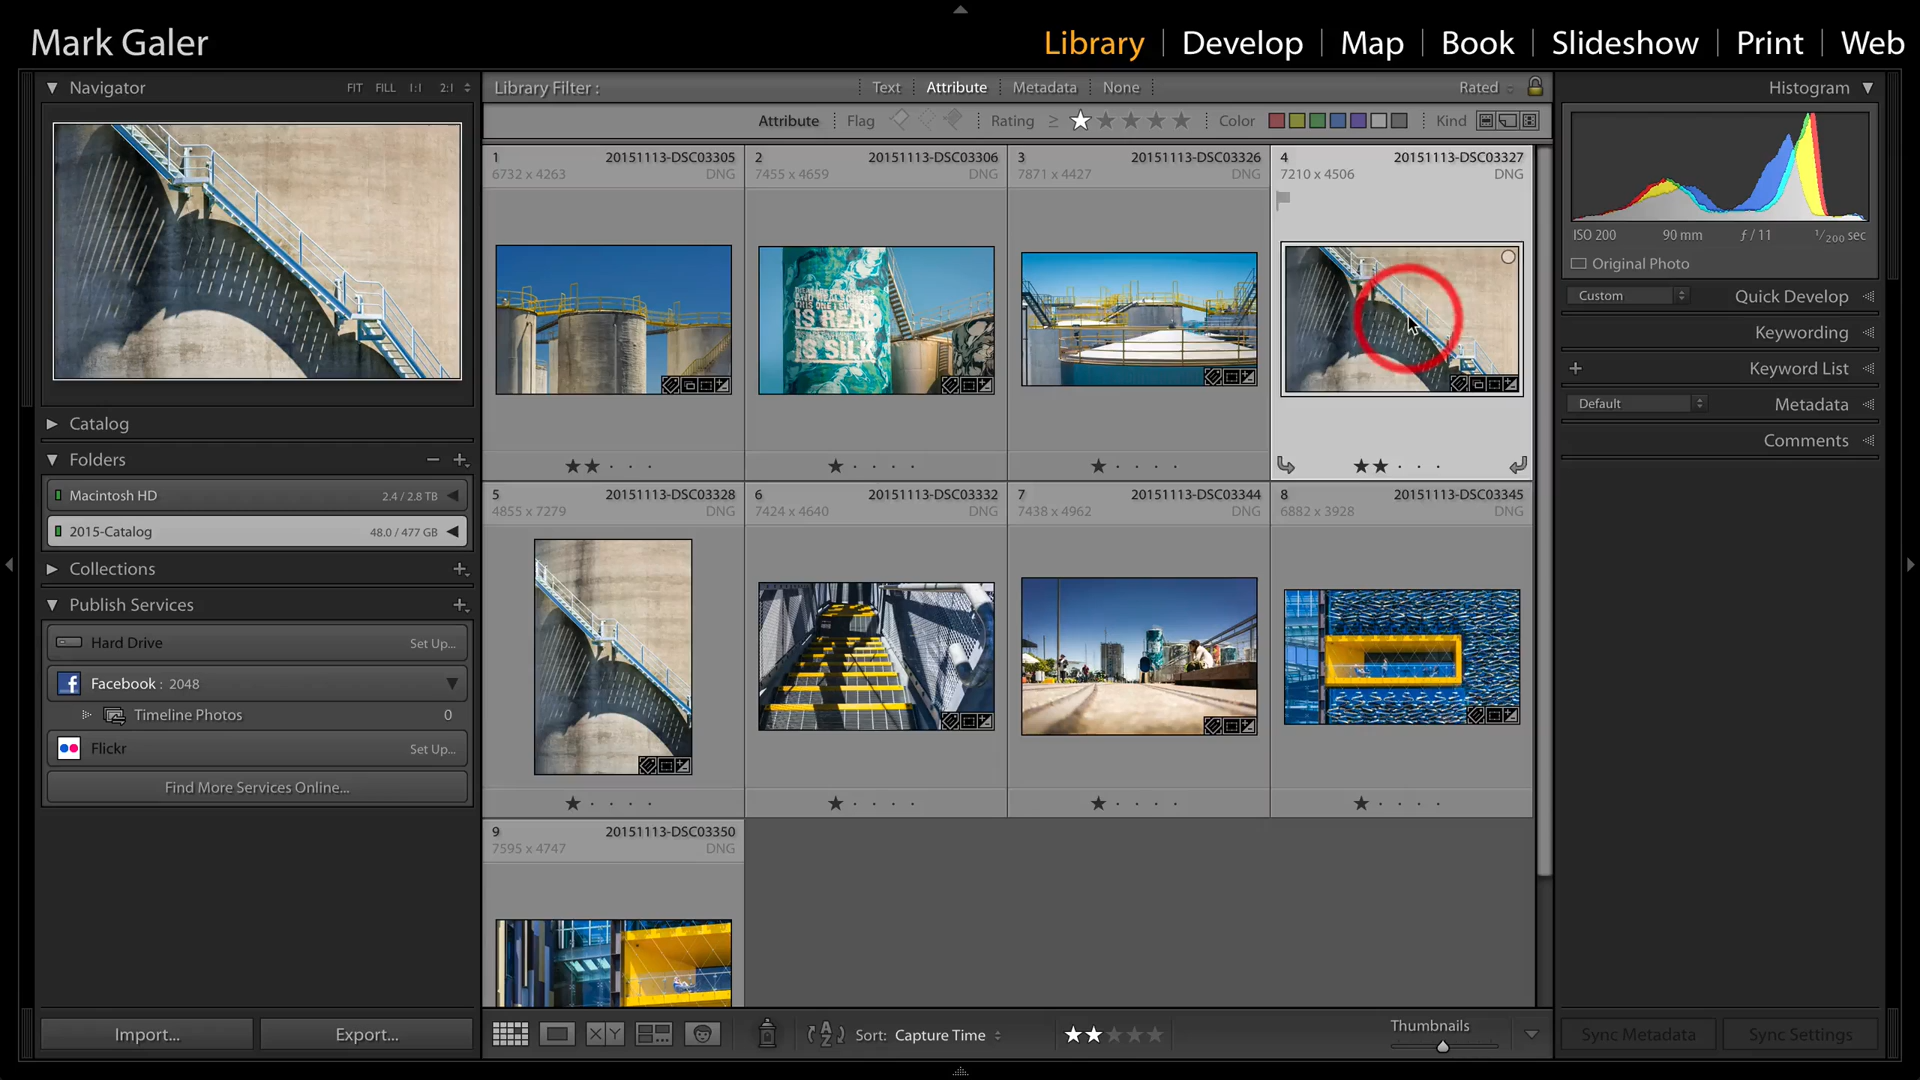 Mark Galer
Library | Develop | Map | Book | Slideshow | Print | Web
Navigator FIT FILL 1:1 2:1
Library Filter : Text Attribute Metadata None Rated
Histogram
Attribute Flag Rating ≥ Color Kind
1 20151113-DSC03305
6732 x 4263 DNG
2 20151113-DSC03306
7455 x 4659 DNG
3 20151113-DSC03326
7871 x 4427 DNG
4 20151113-DSC03327
7210 x 4506 DNG
ISO 200 90 mm ƒ / 11 1/200 sec
Original Photo
Custom Quick Develop
Keywording
Keyword List
Default Metadata
Comments
IS REAL
IS SILK
Catalog
Folders
Macintosh HD 2.4 / 2.8 TB
2015-Catalog 48.0 / 477 GB
Collections
Publish Services
Hard Drive Set Up...
Facebook : 2048
Timeline Photos 0
Flickr Set Up...
Find More Services Online...
5 20151113-DSC03328
4855 x 7279 DNG
6 20151113-DSC03332
7424 x 4640 DNG
7 20151113-DSC03344
7438 x 4962 DNG
8 20151113-DSC03345
6882 x 3928 DNG
9 20151113-DSC03350
7595 x 4747 DNG
Import... Export...
X Y
A Z Sort: Capture Time
Thumbnails
Sync Metadata Sync Settings